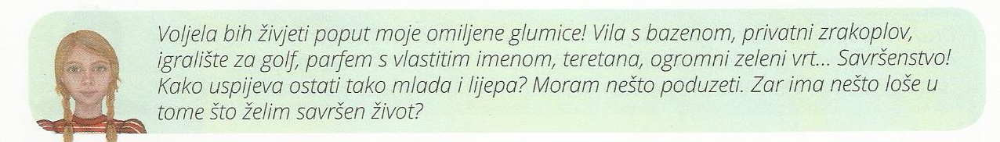 Voljela bih živjeti poput moje omiljene glumice! Vila s bazenom, privatni zrakoplov,
igralište za golf, parfem s vlastitim imenom, teretana, ogromni zeleni vrt... Savršenstvo!
Kako uspijeva ostati tako mlada i lijepa? Moram nešto poduzeti. Zar ima nešto loše u
tome što želim savršen život?